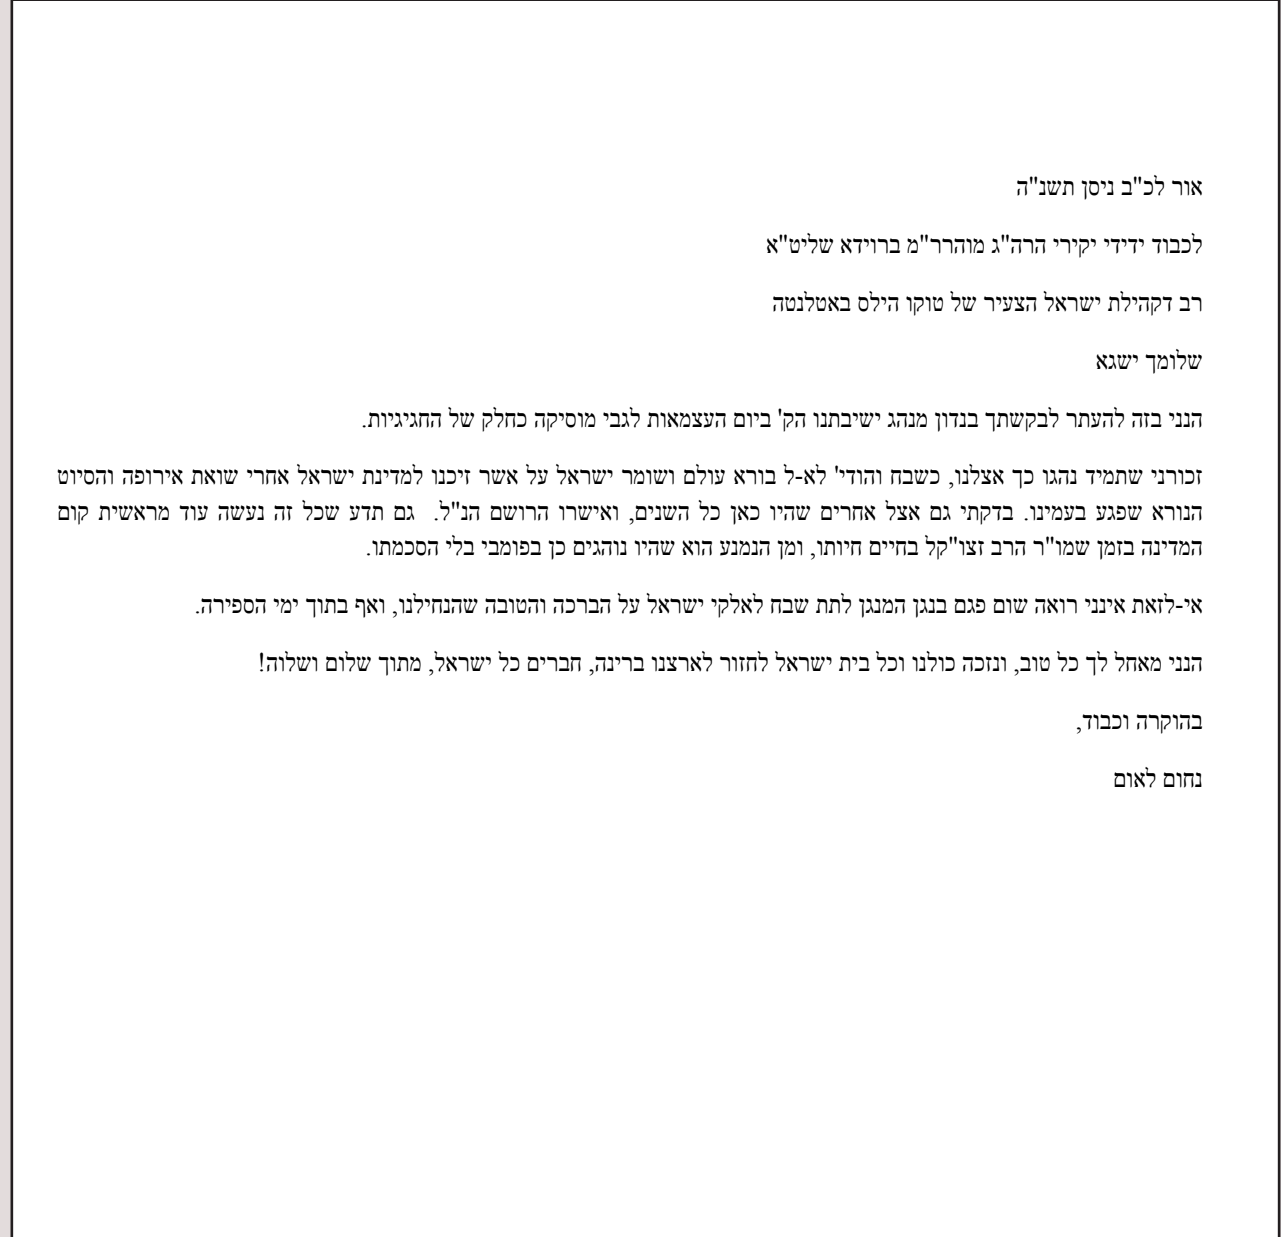 אור לכ"ב ניסן תשנ"ה
לכבוד ידידי יקירי הרה"ג מוהרר"מ ברוידא שליט"א
רב דקהילת ישראל הצעיר של טוקו הילס באטלנטה
שלומך ישגא
הנני בזה להעתר לבקשתך בנדון מנהג ישיבתנו הק' ביום העצמאות לגבי מוסיקה כחלק של החגיגיות.
זכורני שתמיד נהגו כך אצלנו, כשבח והודי' לא-ל בורא עולם ושומר ישראל על אשר זיכנו למדינת ישראל אחרי שואת אירופה והסיוט
הנורא שפגע בעמינו. בדקתי גם אצל אחרים שהיו כאן כל השנים, ואישרו הרושם הנ"ל.  גם תדע שכל זה נעשה עוד מראשית קום
המדינה בזמן שמו"ר הרב זצו"קל בחיים חיותו, ומן הנמנע הוא שהיו נוהגים כן בפומבי בלי הסכמתו.
אי-לזאת אינני רואה שום פגם בנגן המנגן לתת שבח לאלקי ישראל על הברכה והטובה שהנחילנו, ואף בתוך ימי הספירה.
הנני מאחל לך כל טוב, ונזכה כולנו וכל בית ישראל לחזור לארצנו ברינה, חברים כל ישראל, מתוך שלום ושלוה!
בהוקרה וכבוד,
נחום לאום